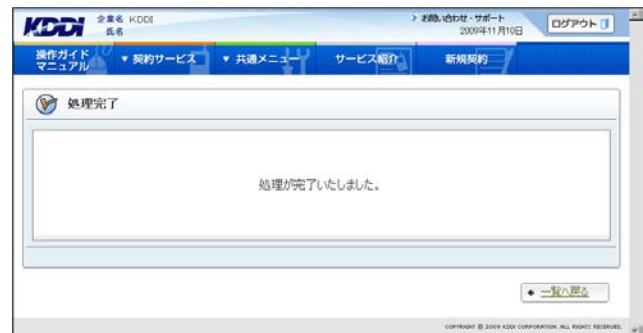 KDDI
企業名 KDDI
氏名
お問い合わせ・サポート
2009年11月10日
ログアウト
操作ガイド
マニュアル
▼ 契約サービス
▼ 共通メニュー
サービス紹介
新規契約
処理完了
処理が完了いたしました。
一覧へ戻る
COPYRIGHT © 2009 KDDI CORPORATION. ALL RIGHTS RESERVED.